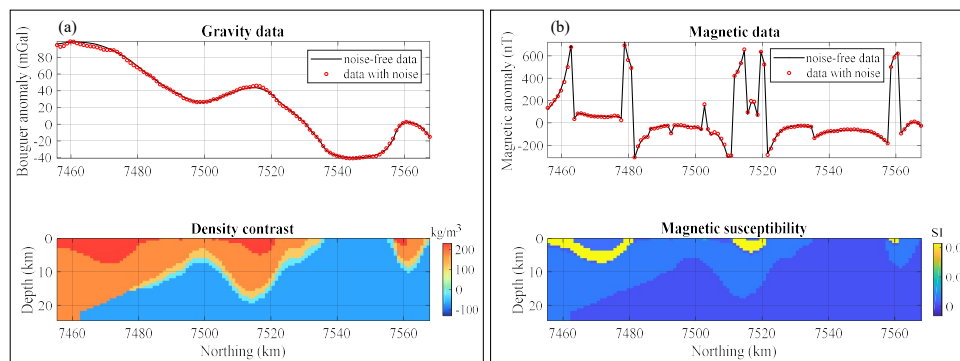 (a)
Gravity data
Bouguer anomaly (mGal)
80
60
40
20
0
-20
-40
noise-free data
data with noise
7460 7480 7500 7520 7540 7560
Density contrast
kg/m³
Depth (km)
0
10
20
200
100
0
-100
7460 7480 7500 7520 7540 7560
Northing (km)
(b)
Magnetic data
Magnetic anomaly (nT)
600
400
200
0
-200
noise-free data
data with noise
7460 7480 7500 7520 7540 7560
Magnetic susceptibility
SI
Depth (km)
0
10
20
0
7460 7480 7500 7520 7540 7560
Northing (km)